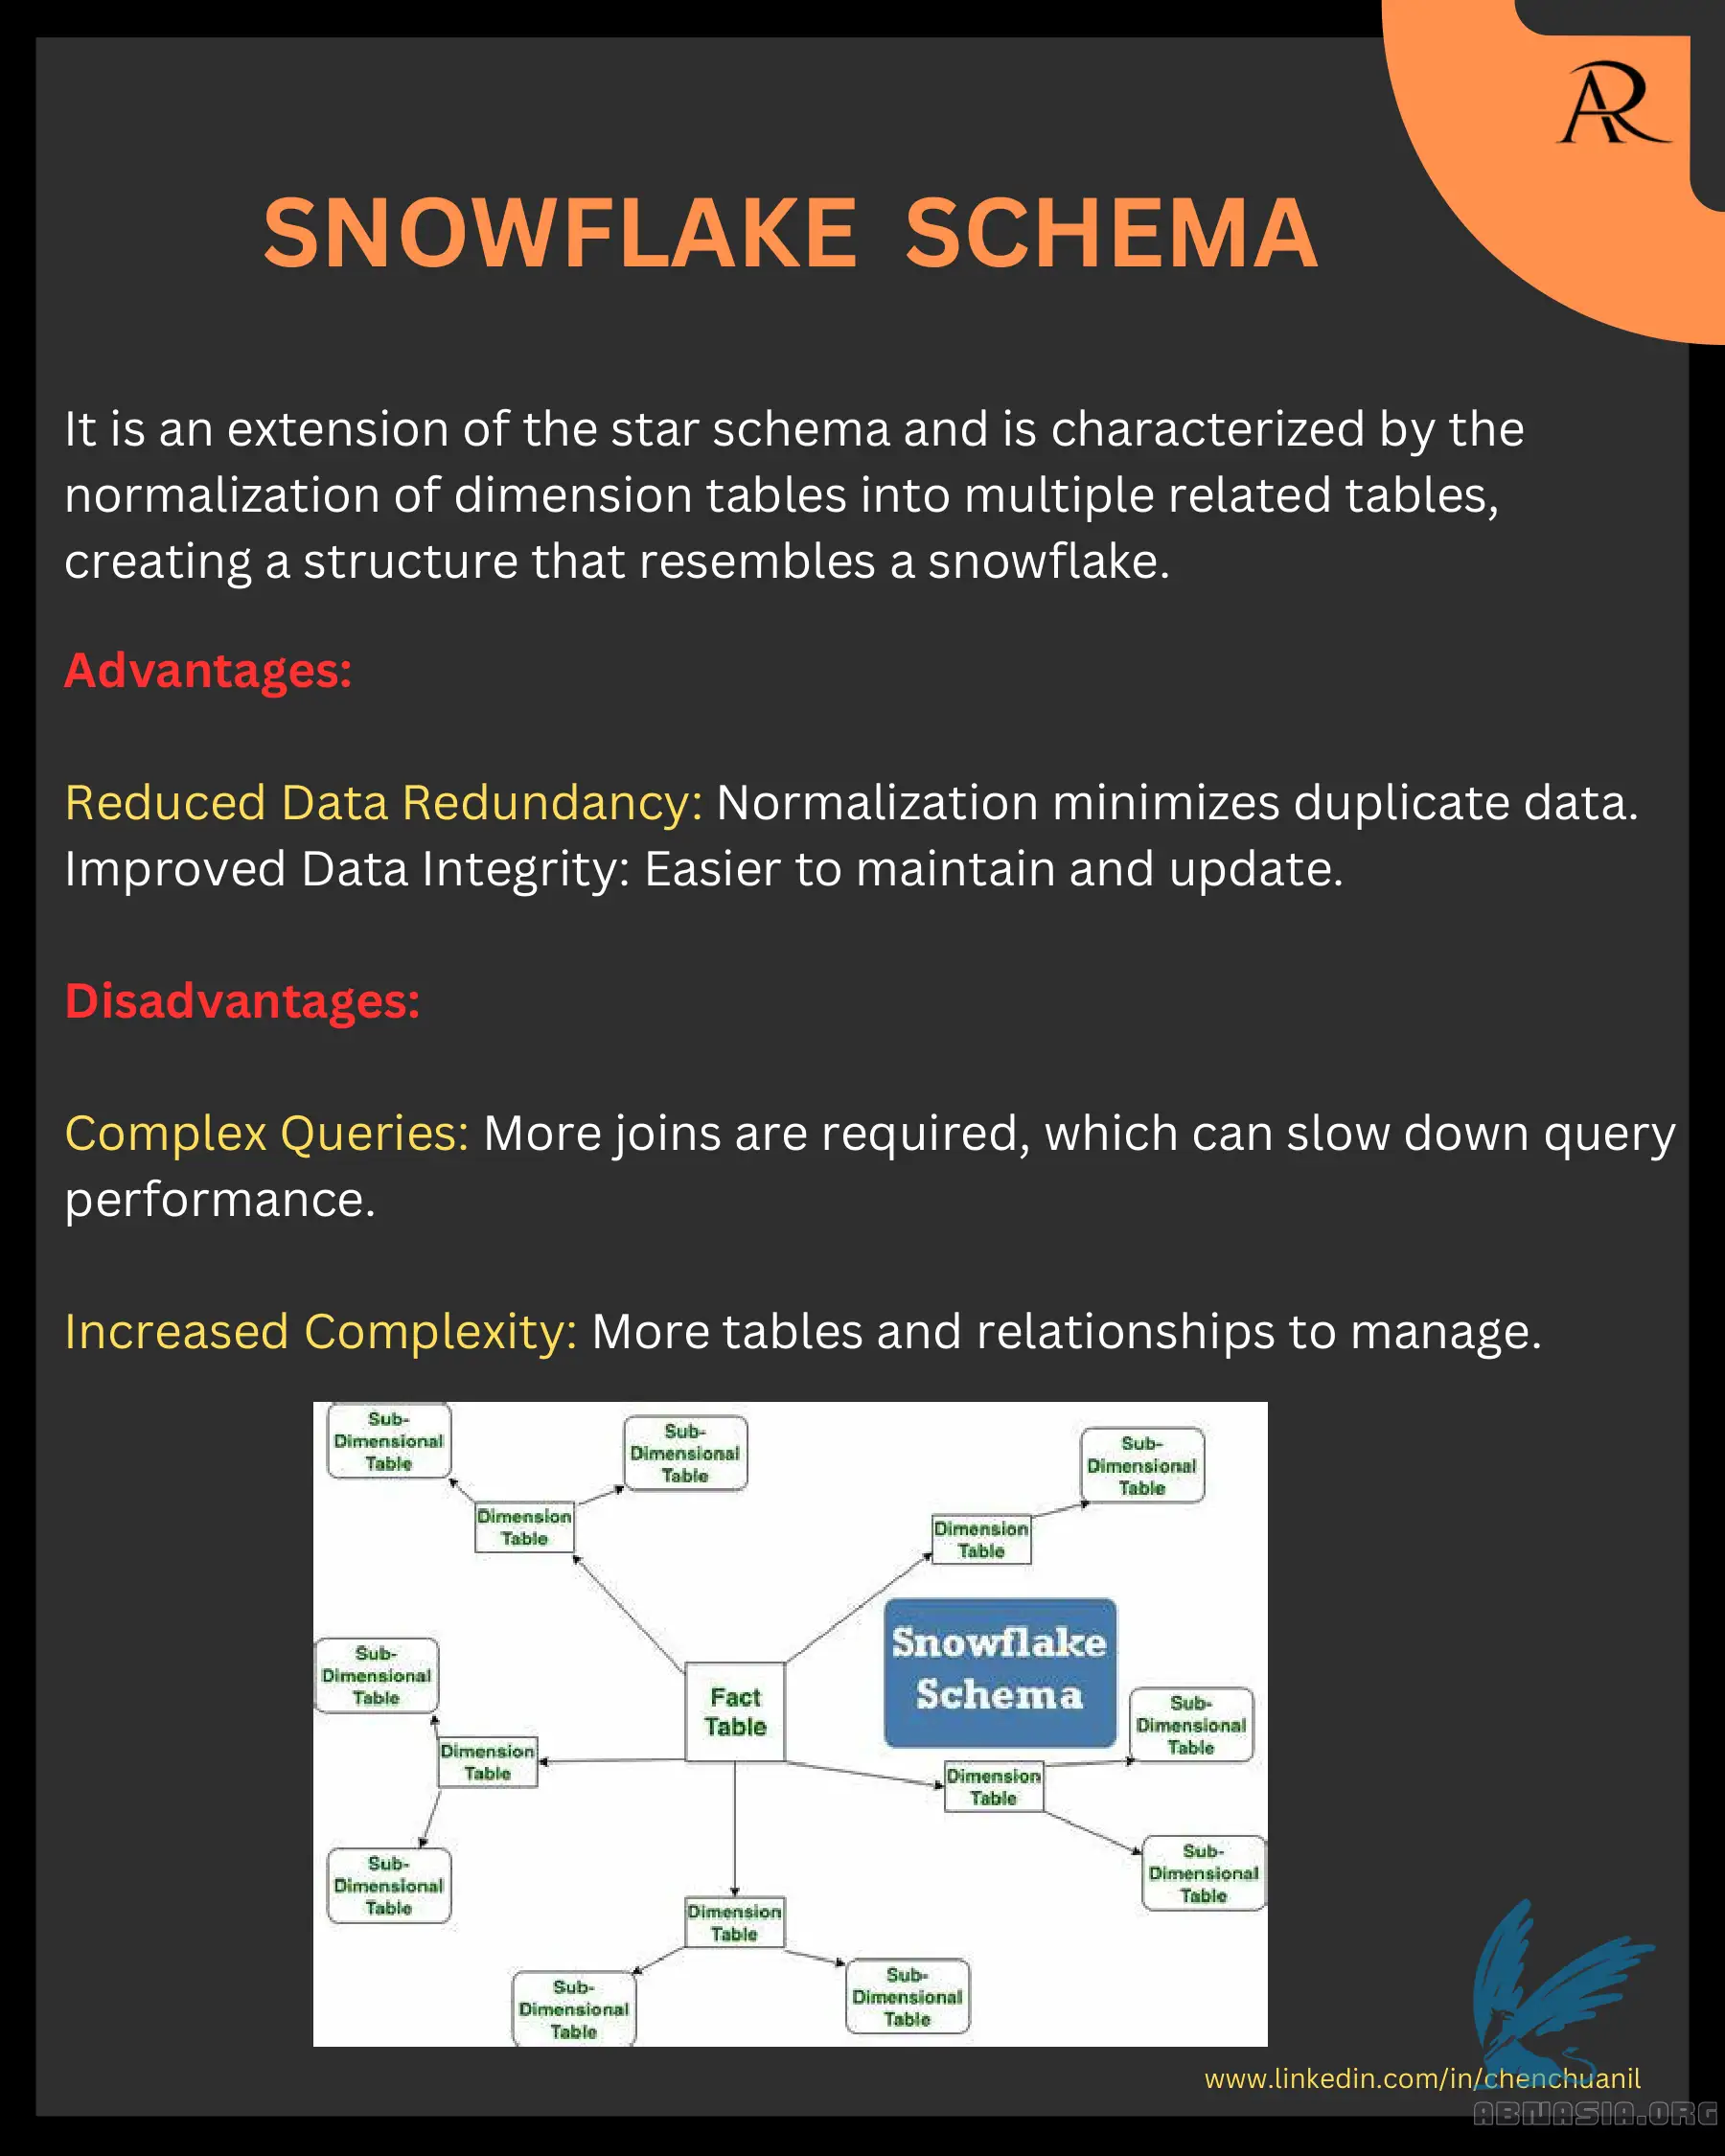 AR
SNOWFLAKE SCHEMA
It is an extension of the star schema and is characterized by the
normalization of dimension tables into multiple related tables,
creating a structure that resembles a snowflake.
Advantages:
Reduced Data Redundancy: Normalization minimizes duplicate data.
Improved Data Integrity: Easier to maintain and update.
Disadvantages:
Complex Queries: More joins are required, which can slow down query
performance.
Increased Complexity: More tables and relationships to manage.
Sub-
Dimensional
Table
Sub-
Dimensional
Table
Sub-
Dimensional
Table
Dimension
Table
Dimension
Table
Snowflake
Schema
Sub-
Dimensional
Table
Fact
Table
Sub-
Dimensional
Table
Dimension
Table
Dimension
Table
Sub-
Dimensional
Table
Sub-
Dimensional
Table
Dimension
Table
Sub-
Dimensional
Table
Sub-
Dimensional
Table
www.linkedin.com/in/chenchuanil
ABNASIA.ORG